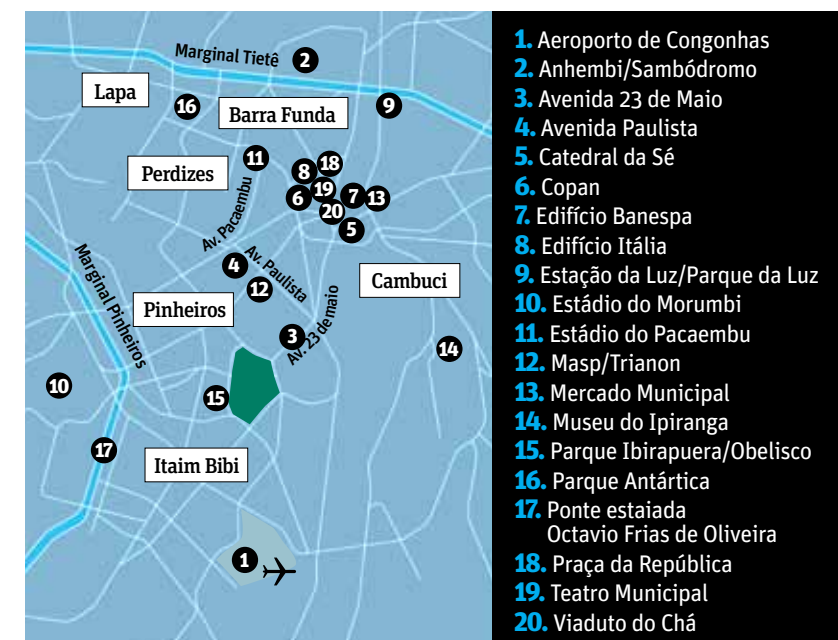 Marginal Tietê
2
Lapa
16
9
Barra Funda
11
18
Perdizes
8
19
7
13
6
20
5
Av. Pacaembu
4
Av. Paulista
Cambuci
12
Marginal Pinheiros
Pinheiros
Av. 23 de maio
3
14
10
15
17
Itaim Bibi
1
1. Aeroporto de Congonhas
2. Anhembi/Sambódromo
3. Avenida 23 de Maio
4. Avenida Paulista
5. Catedral da Sé
6. Copan
7. Edifício Banespa
8. Edifício Itália
9. Estação da Luz/Parque da Luz
10. Estádio do Morumbi
11. Estádio do Pacaembu
12. Masp/Trianon
13. Mercado Municipal
14. Museu do Ipiranga
15. Parque Ibirapuera/Obelisco
16. Parque Antártica
17. Ponte estaiada
Octavio Frias de Oliveira
18. Praça da República
19. Teatro Municipal
20. Viaduto do Chá